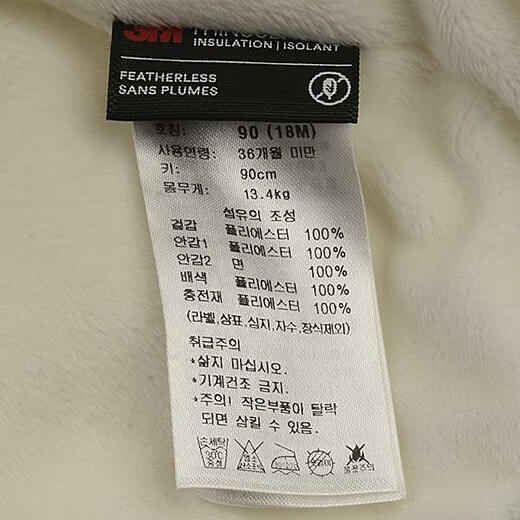 3M THINSULATE
INSULATION | ISOLANT
FEATHERLESS
SANS PLUMES
호칭: 90 (18M)
사용연령: 36개월 미만
키: 90cm
몸무게: 13.4kg
섬유의 조성
겉감 폴리에스터 100%
안감1 폴리에스터 100%
안감2 면 100%
배색 폴리에스터 100%
충전재 폴리에스터 100%
(라벨,상표,심지,자수,장식제외)
취급주의
*삶지 마십시오.
*기계건조 금지.
*주의! 작은부품이 탈락
되면 삼킬 수 있음.
손세탁
30℃
중성